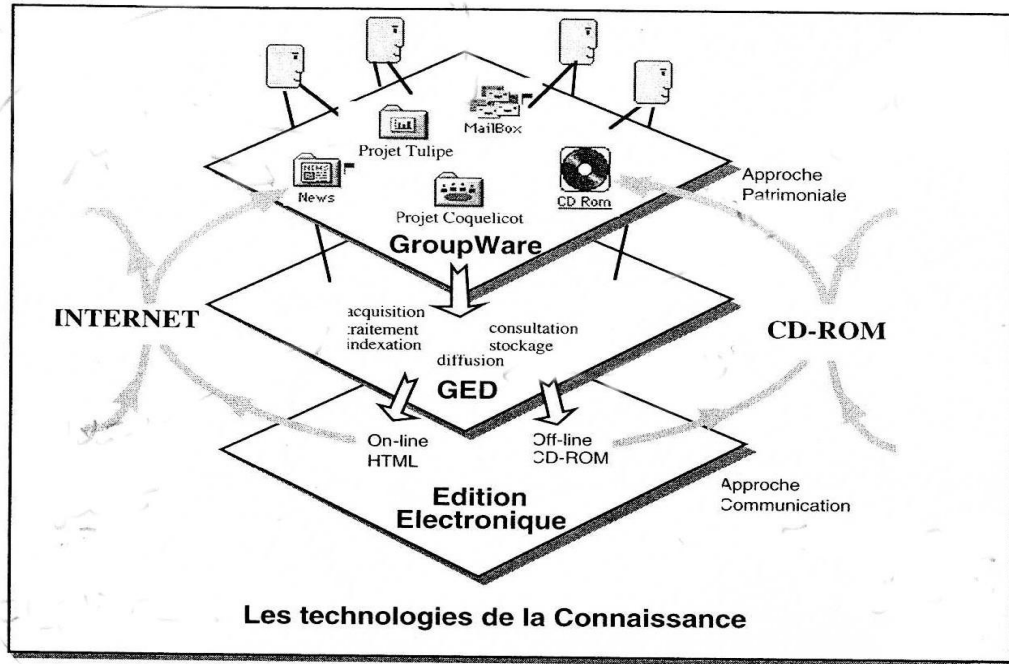 MailBox
Projet Tulipe
News
Projet Coquelicot
CD Rom
GroupWare
Approche
Patrimoniale
INTERNET
acquisition
traitement
indexation
consultation
stockage
diffusion
GED
CD-ROM
On-line
HTML
Off-line
CD-ROM
Edition
Electronique
Approche
Communication
Les technologies de la Connaissance